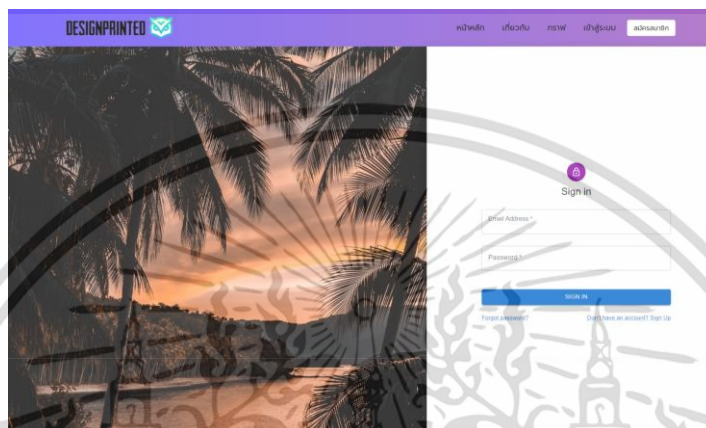 DESIGNPRINTED
หน้าหลัก เกี่ยวกับ กราฟ เข้าสู่ระบบ สมัครสมาชิก
Sign in
Email Address *
Password *
SIGN IN
Forgot password? Don't have an account? Sign Up